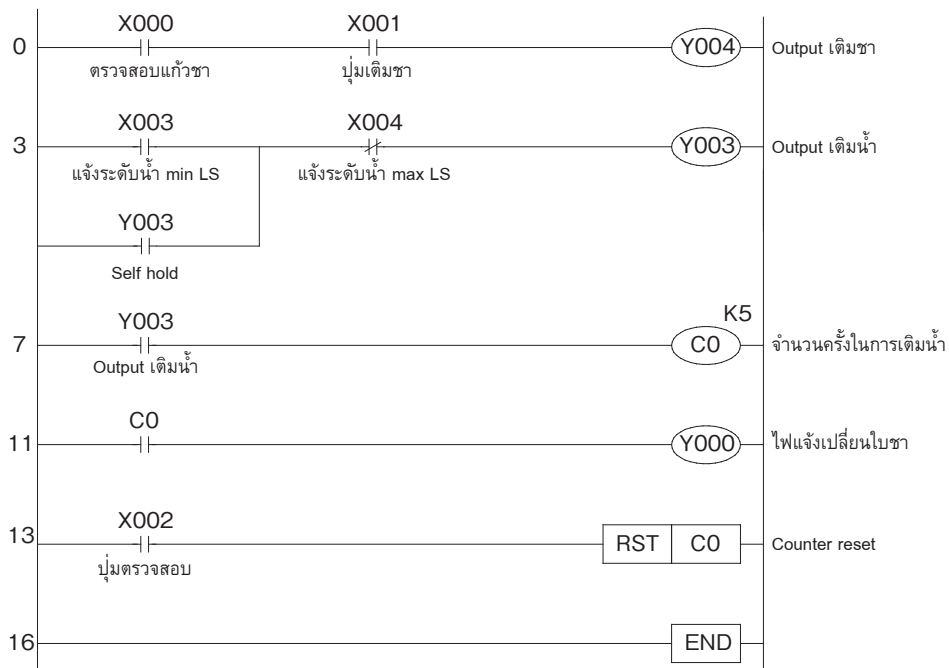 X000 X001
0 Y004 Output เติมชา
ตรวจสอบแก้วชา ปุ่มเติมชา
X003 X004
3 Y003 Output เติมน้ำ
แจ้งระดับน้ำ min LS แจ้งระดับน้ำ max LS
Y003
Self hold
Y003 K5
7 C0 จำนวนครั้งในการเติมน้ำ
Output เติมน้ำ
C0
11 Y000 ไฟแจ้งเปลี่ยนใบชา
X002
13 RST C0 Counter reset
ปุ่มตรวจสอบ
16 END